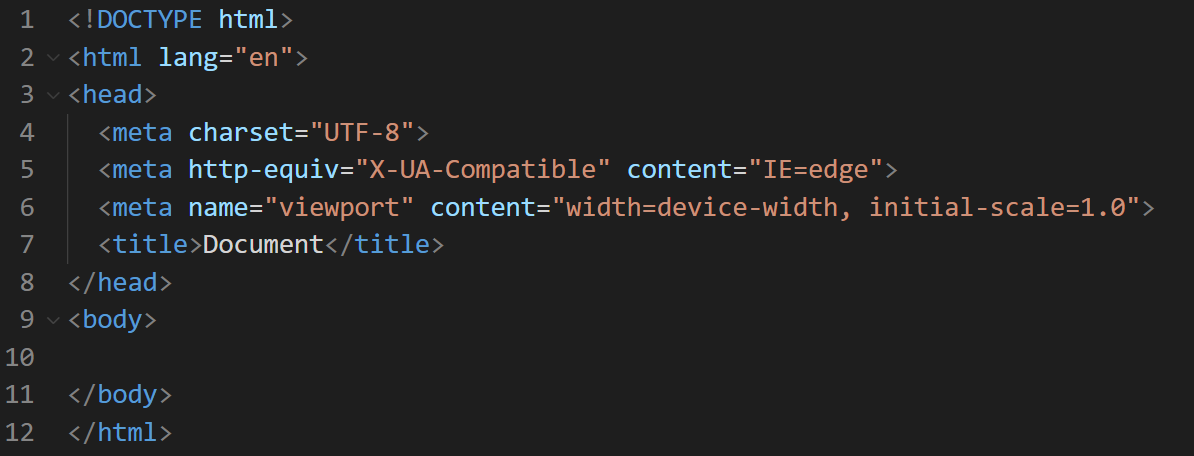 1 <!DOCTYPE html>
2 <html lang="en">
3 <head>
4   <meta charset="UTF-8">
5   <meta http-equiv="X-UA-Compatible" content="IE=edge">
6   <meta name="viewport" content="width=device-width, initial-scale=1.0">
7   <title>Document</title>
8 </head>
9 <body>
10
11 </body>
12 </html>